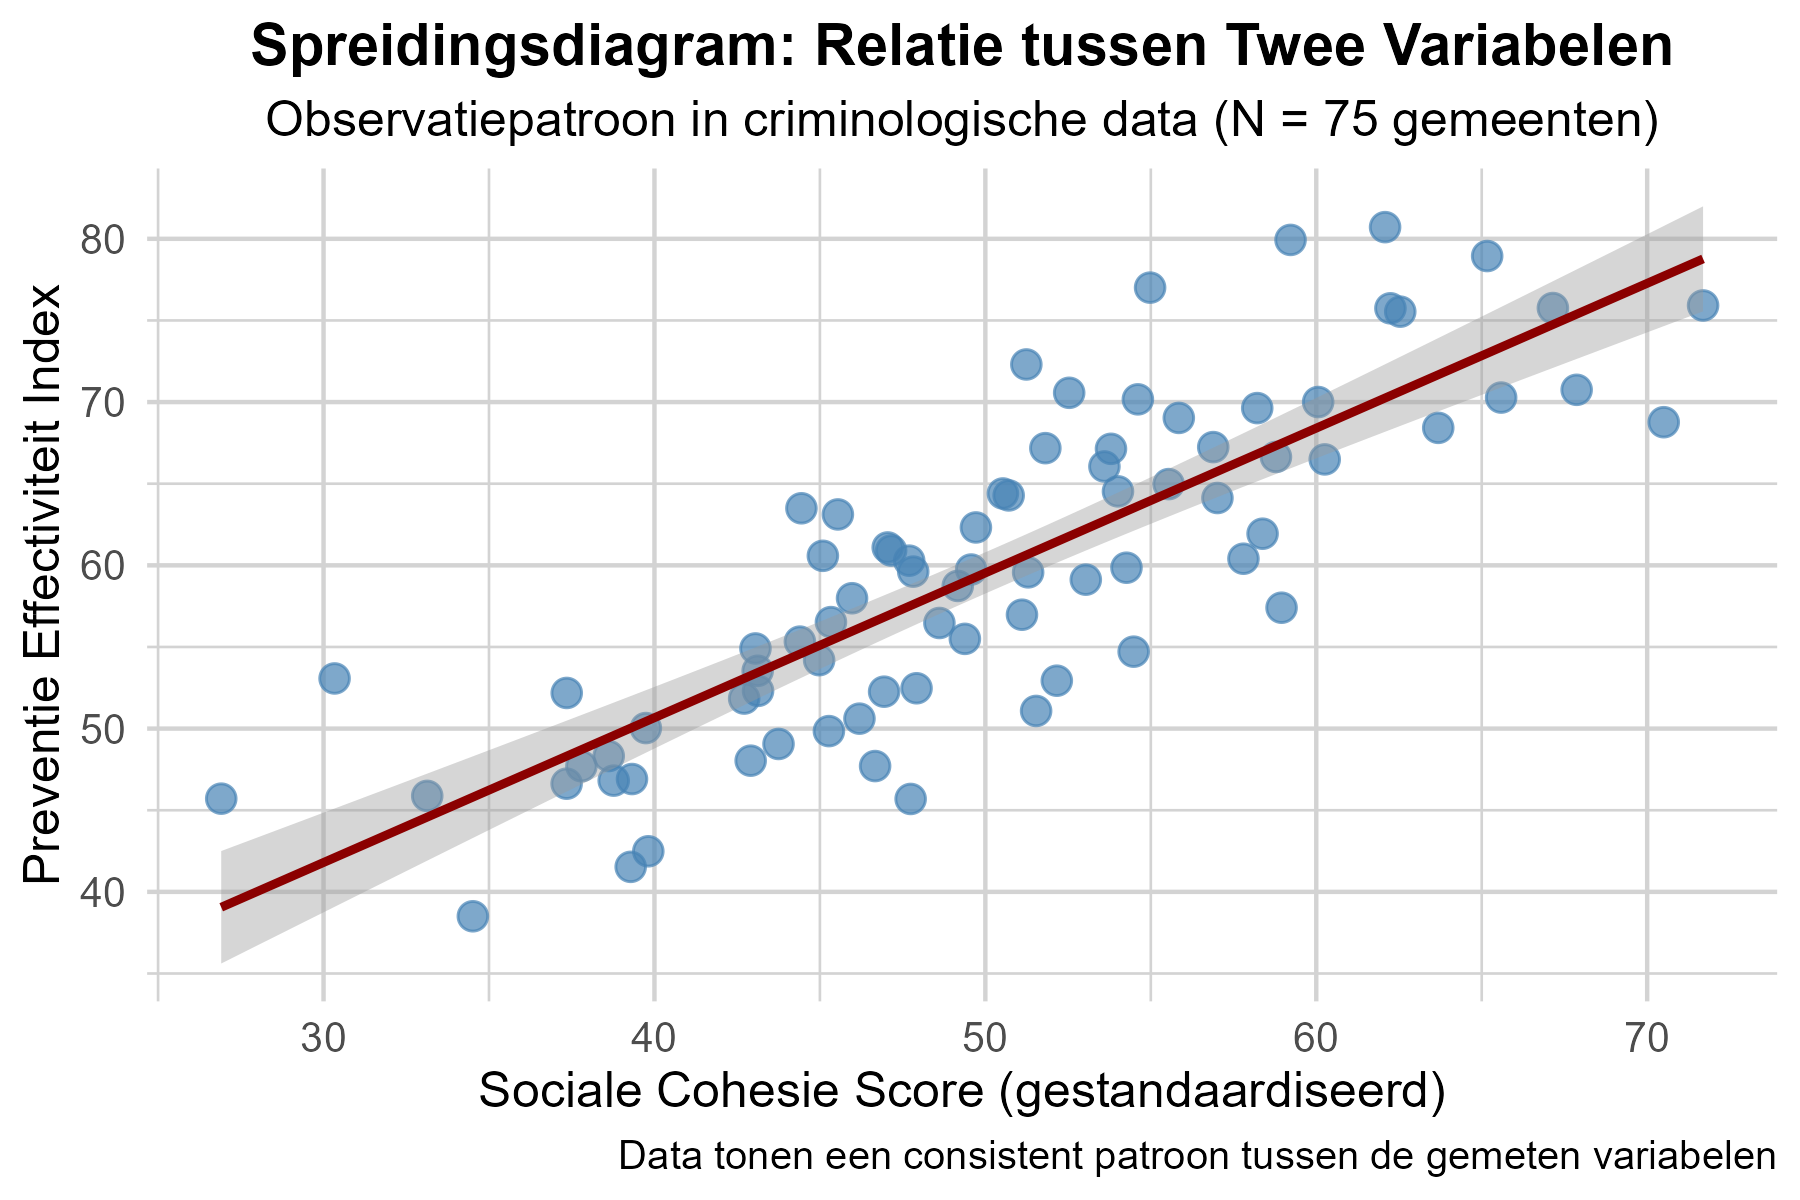 Spreidingsdiagram: Relatie tussen Twee Variabelen
Observatiepatroon in criminologische data (N = 75 gemeenten)
Preventie Effectiviteit Index
80
70
60
50
40
30
40
50
60
70
Sociale Cohesie Score (gestandaardiseerd)
Data tonen een consistent patroon tussen de gemeten variabelen